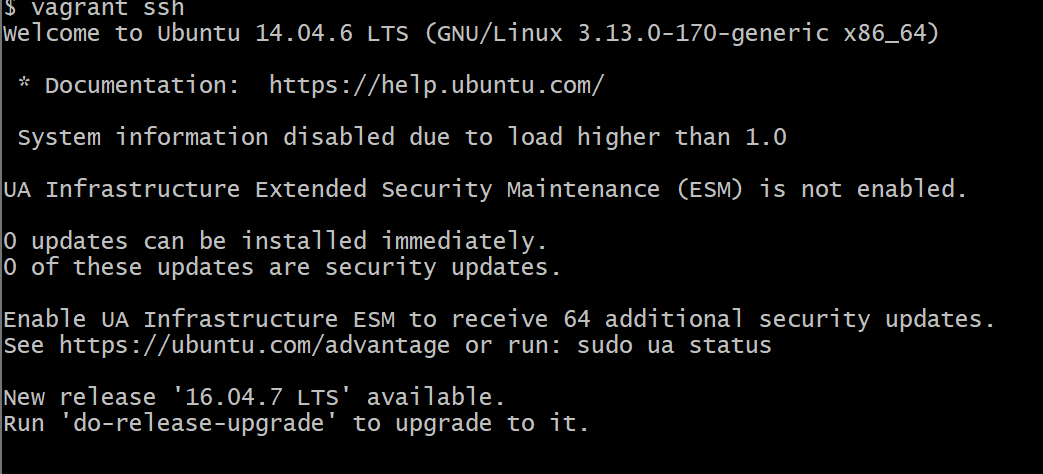 $ vagrant ssh
Welcome to Ubuntu 14.04.6 LTS (GNU/Linux 3.13.0-170-generic x86_64)
* Documentation:  https://help.ubuntu.com/
System information disabled due to load higher than 1.0
UA Infrastructure Extended Security Maintenance (ESM) is not enabled.
0 updates can be installed immediately.
0 of these updates are security updates.
Enable UA Infrastructure ESM to receive 64 additional security updates.
See https://ubuntu.com/advantage or run: sudo ua status
New release '16.04.7 LTS' available.
Run 'do-release-upgrade' to upgrade to it.